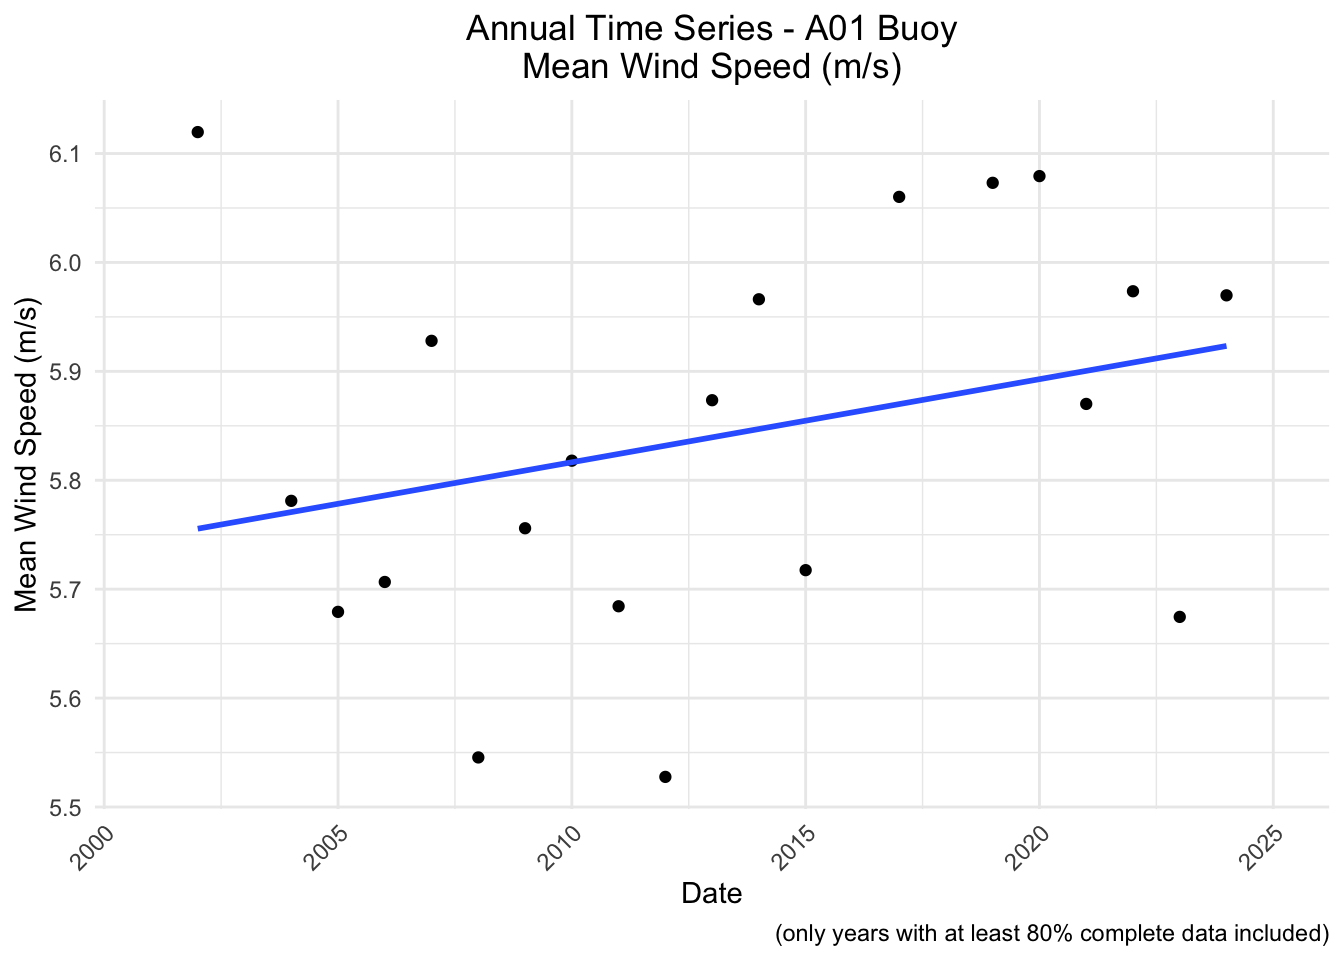 Annual Time Series - A01 Buoy
Mean Wind Speed (m/s)
Mean Wind Speed (m/s)
6.1
6.0
5.9
5.8
5.7
5.6
5.5
2000
2005
2010
2015
2020
2025
Date
(only years with at least 80% complete data included)